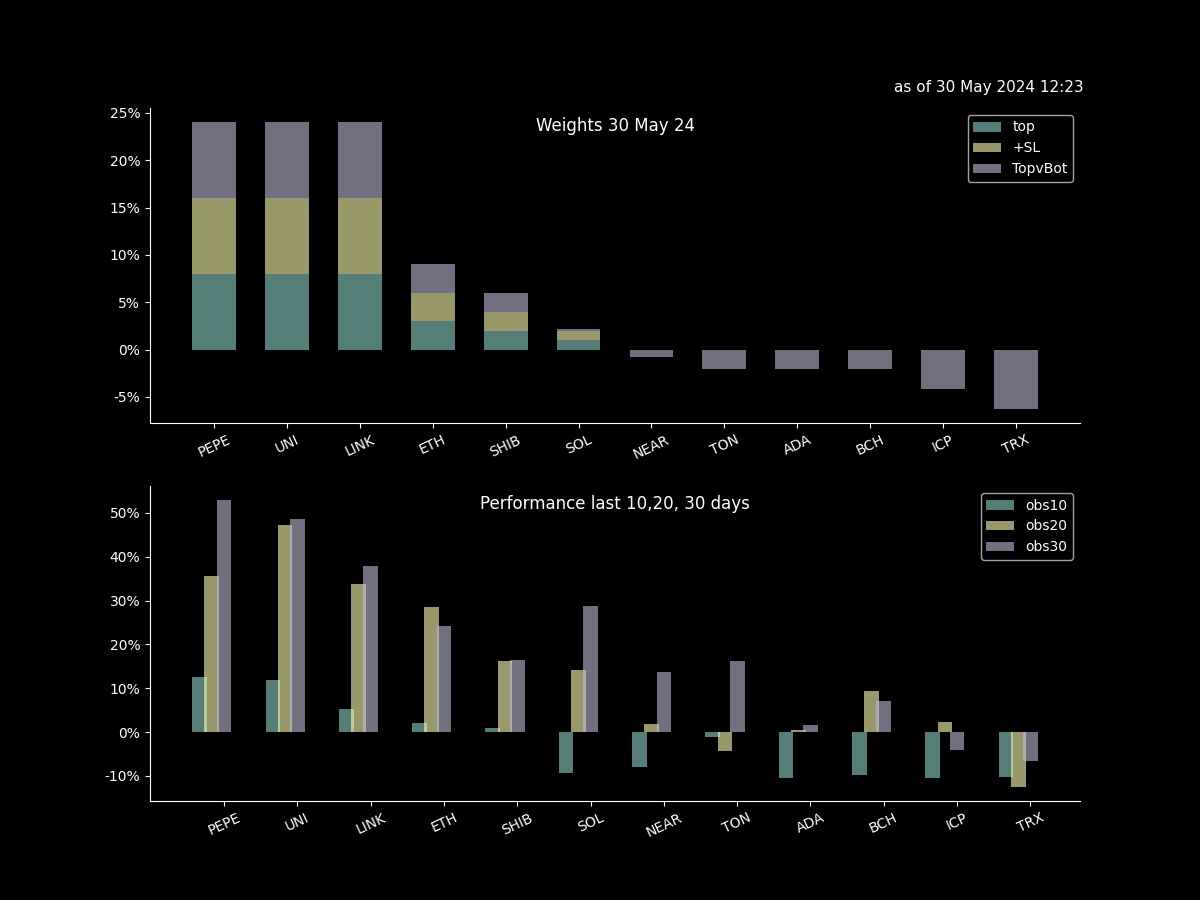 as of 30 May 2024 12:23
Weights 30 May 24
top
+SL
TopvBot
25%
20%
15%
10%
5%
0%
-5%
PEPE UNI LINK ETH SHIB SOL NEAR TON ADA BCH ICP TRX
Performance last 10,20, 30 days
obs10
obs20
obs30
50%
40%
30%
20%
10%
0%
-10%
PEPE UNI LINK ETH SHIB SOL NEAR TON ADA BCH ICP TRX